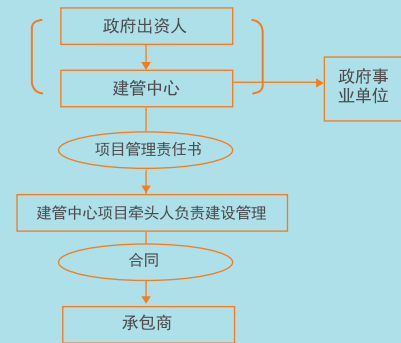 政府出资人
建管中心
政府事
业单位
项目管理责任书
建管中心项目牵头人负责建设管理
合同
承包商